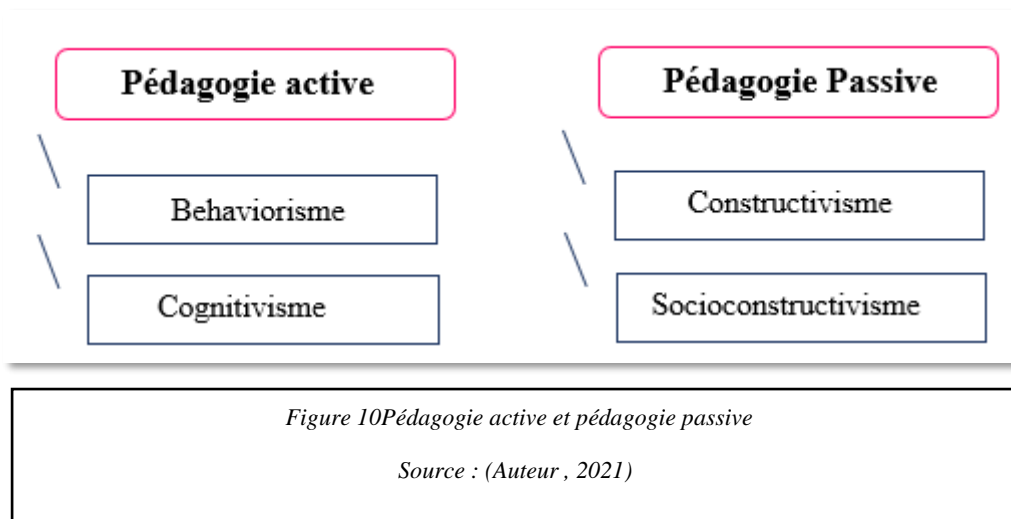 Pédagogie active
Behaviorisme
Cognitivisme
Pédagogie Passive
Constructivisme
Socioconstructivisme
Figure 10Pédagogie active et pédagogie passive
Source : (Auteur , 2021)